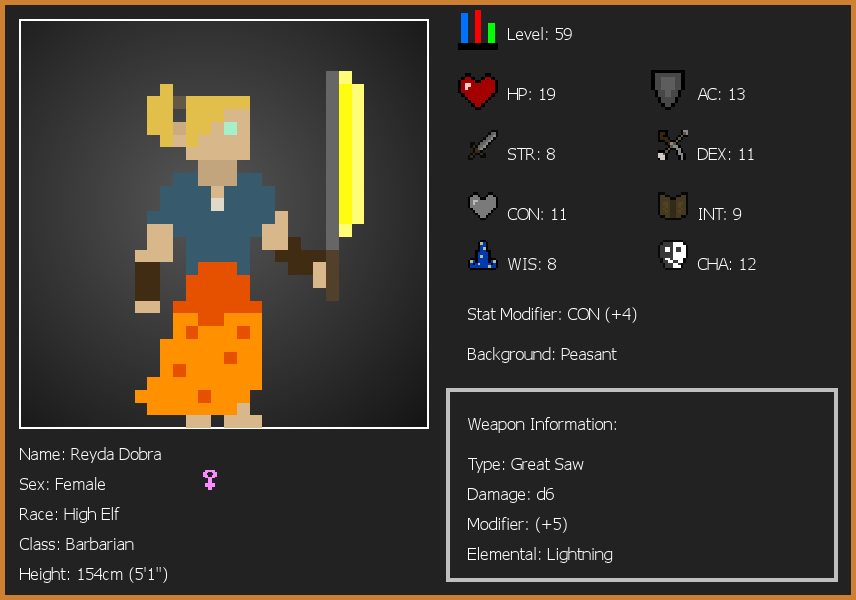 Level: 59
HP: 19
AC: 13
STR: 8
DEX: 11
CON: 11
INT: 9
WIS: 8
CHA: 12
Stat Modifier: CON (+4)
Background: Peasant
Weapon Information:
Type: Great Saw
Damage: d6
Modifier: (+5)
Elemental: Lightning
Name: Reyda Dobra
Sex: Female
Race: High Elf
Class: Barbarian
Height: 154cm (5'1")